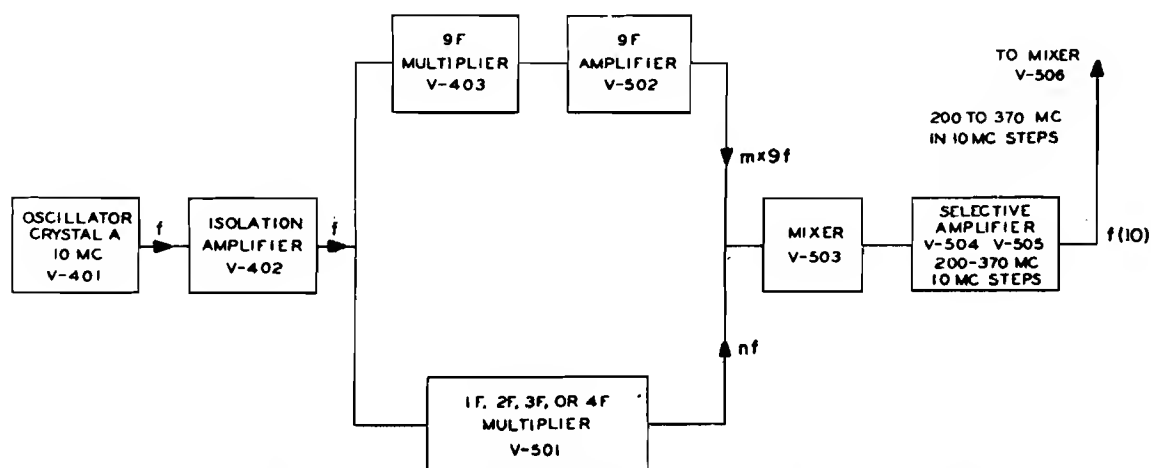 9F
MULTIPLIER
V-403
9F
AMPLIFIER
V-502
TO MIXER
V-506
200 TO 370 MC
IN 10 MC STEPS
m×9f
OSCILLATOR
CRYSTAL A
10 MC
V-401
f
ISOLATION
AMPLIFIER
V-402
f
MIXER
V-503
SELECTIVE
AMPLIFIER
V-504 V-505
200-370 MC
10 MC STEPS
f(10)
nf
1F, 2F, 3F, OR 4F
MULTIPLIER
V-501